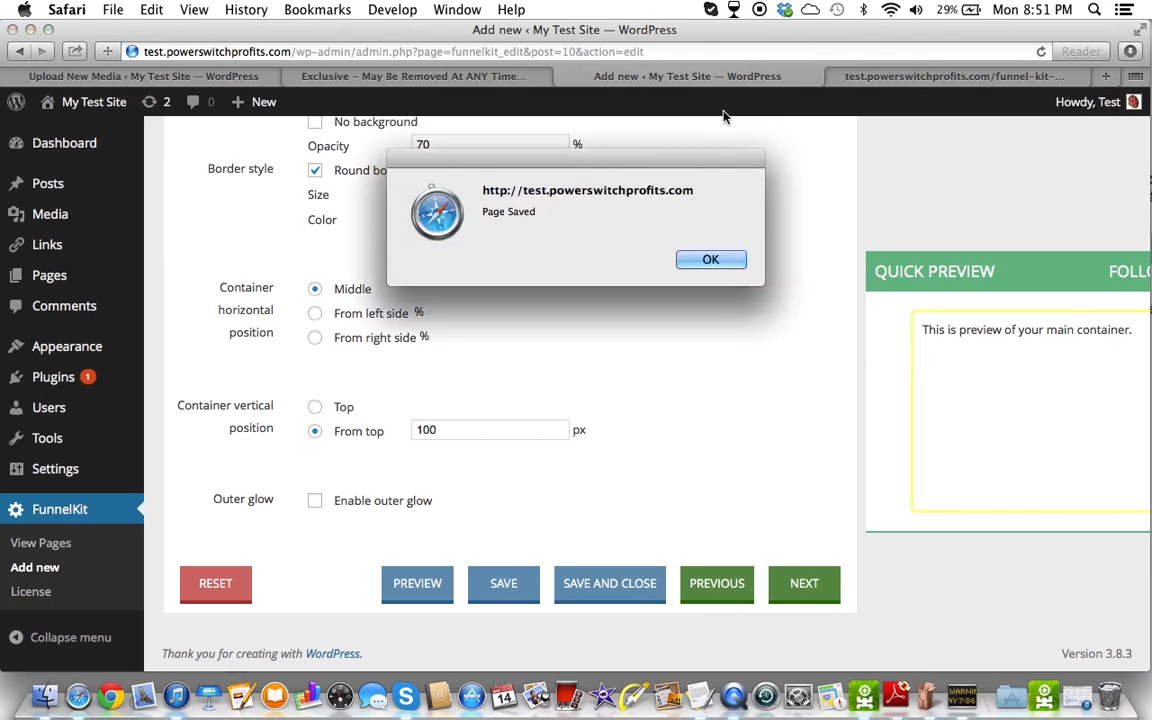 Safari File Edit View History Bookmarks Develop Window Help 29% Mon 8:51 PM
Add new ‹ My Test Site — WordPress
test.powerswitchprofits.com/wp-admin/admin.php?page=funnelkit_edit&post=10&action=edit Reader
Upload New Media ‹ My Test Site — WordPress Exclusive – May Be Removed At ANY Time... Add new ‹ My Test Site — WordPress test.powerswitchprofits.com/funnel-kit-...
My Test Site 2 0 New Howdy, Test
Dashboard
Posts
Media
Links
Pages
Comments
Appearance
Plugins 1
Users
Tools
Settings
FunnelKit
View Pages
Add new
License
Collapse menu
No background
Opacity 70 %
Border style Round bo
Size
Color
http://test.powerswitchprofits.com
Page Saved
OK
Container horizontal position
Middle
From left side %
From right side %
Container vertical position
Top
From top 100 px
Outer glow Enable outer glow
RESET PREVIEW SAVE SAVE AND CLOSE PREVIOUS NEXT
QUICK PREVIEW FOLL
This is preview of your main container.
Thank you for creating with WordPress. Version 3.8.3